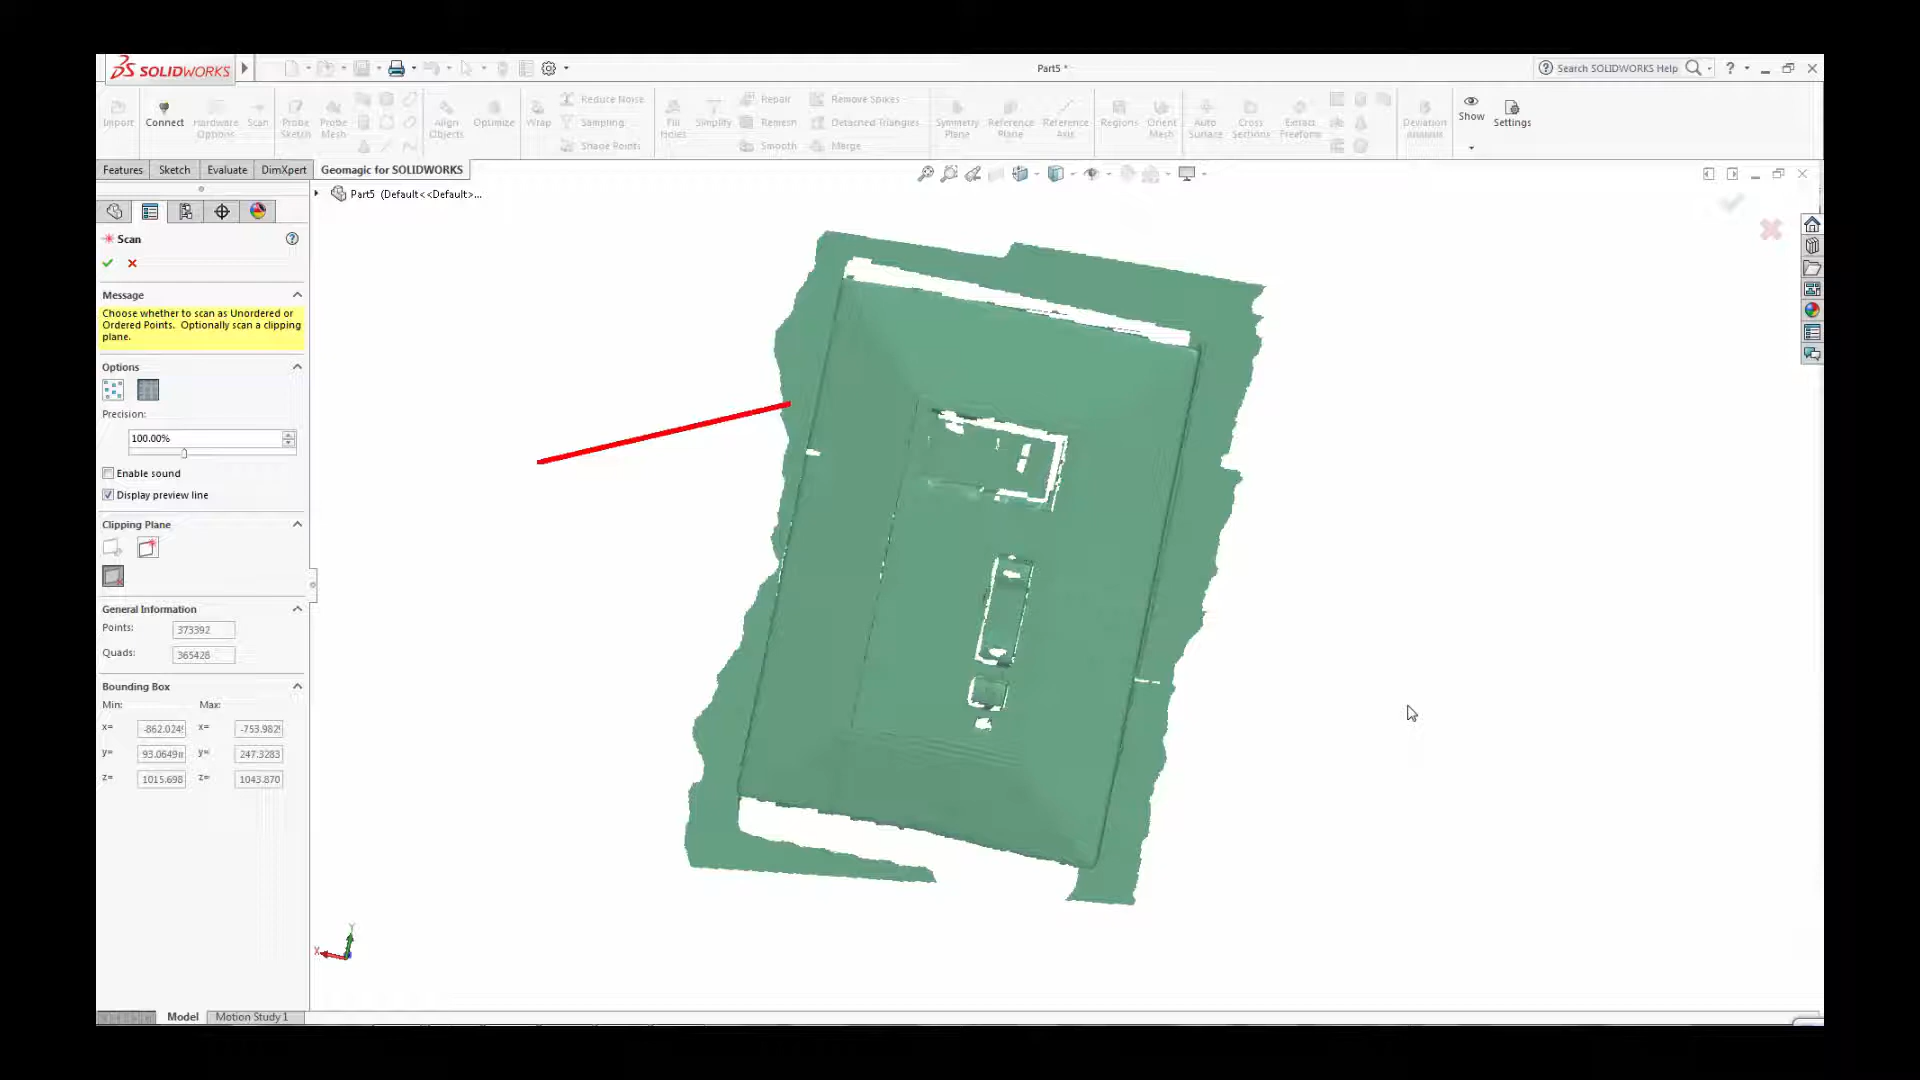 SOLIDWORKS
Part5 *
Search SOLIDWORKS Help
?
Import
Connect
Hardware Options
Scan
Probe Sketch
Probe Mesh
Align Objects
Optimize
Wrap
Reduce Noise
Sampling
Shape Points
Fill Holes
Simplify
Repair
Remesh
Smooth
Remove Spikes
Detached Triangles
Merge
Symmetry Plane
Reference Plane
Reference Axis
Regions
Orient Mesh
Auto Surface
Cross Sections
Extract Freeform
Deviation Analysis
Show
Settings
Features
Sketch
Evaluate
DimXpert
Geomagic for SOLIDWORKS
Part5 (Default<<Default>...
Scan
?
Message
Choose whether to scan as Unordered or
Ordered Points. Optionally scan a clipping
plane.
Options
Precision:
100.00%
Enable sound
Display preview line
Clipping Plane
General Information
Points: 373392
Quads: 365428
Bounding Box
Min: Max:
x= -862.024 x= -753.982
y= 93.0649 y= 247.3283
z= 1015.698 z= 1043.870
Y
X
Model
Motion Study 1